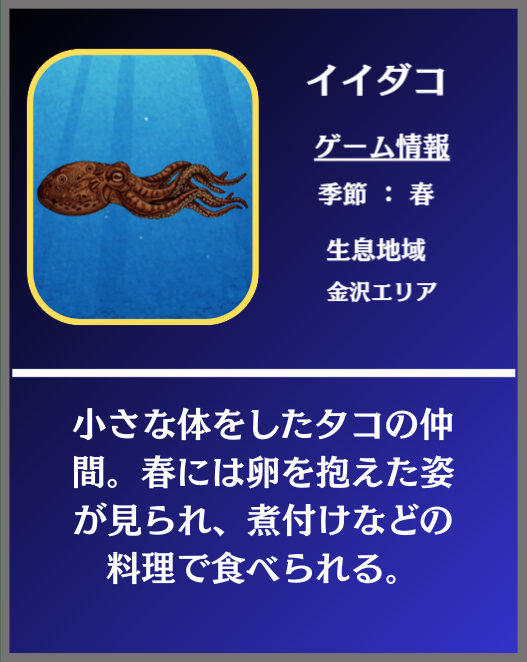 イイダコ
ゲーム情報
季節 ： 春
生息地域
金沢エリア
小さな体をしたタコの仲
間。春には卵を抱えた姿
が見られ、煮付けなどの
料理で食べられる。